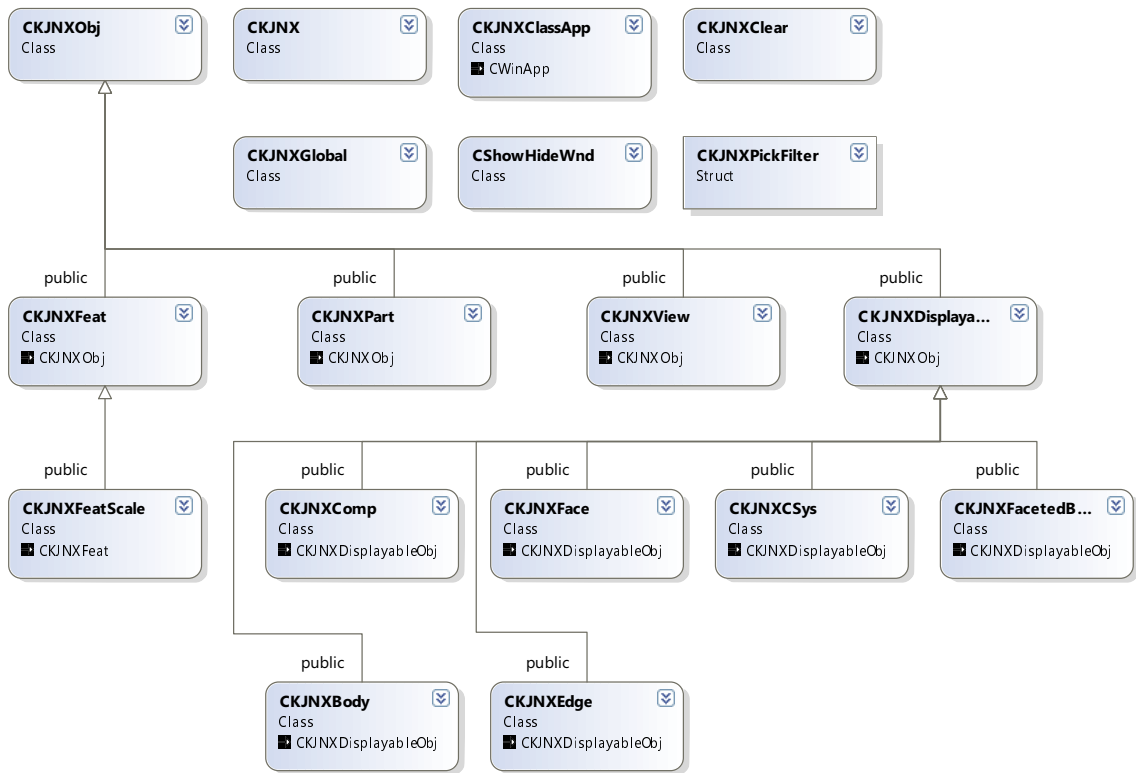 CKJNXObj
Class
CKJNX
Class
CKJNXClassApp
Class
CWinApp
CKJNXClear
Class
CKJNXGlobal
Class
CShowHideWnd
Class
CKJNXPickFilter
Struct
public
public
public
public
CKJNXFeat
Class
CKJNXObj
CKJNXPart
Class
CKJNXObj
CKJNXView
Class
CKJNXObj
CKJNXDisplaya...
Class
CKJNXObj
public
public
public
public
public
CKJNXFeatScale
Class
CKJNXFeat
CKJNXComp
Class
CKJNXDisplayableObj
CKJNXFace
Class
CKJNXDisplayableObj
CKJNXCSys
Class
CKJNXDisplayableObj
CKJNXFacetedB...
Class
CKJNXDisplayableObj
public
public
CKJNXBody
Class
CKJNXDisplayableObj
CKJNXEdge
Class
CKJNXDisplayableObj